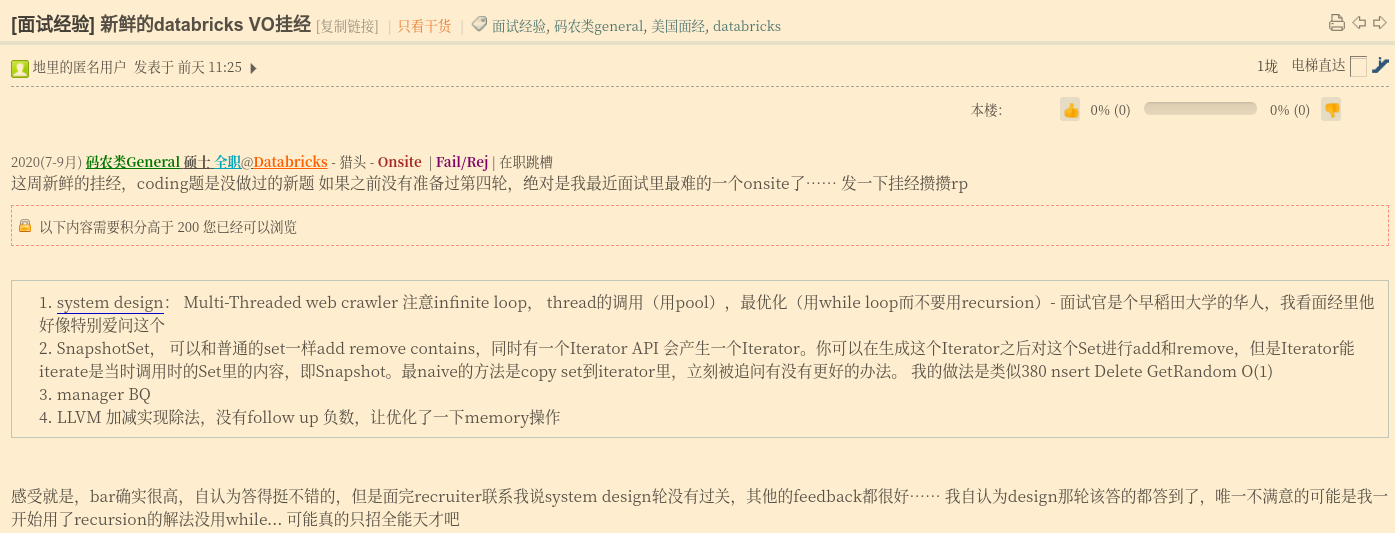 [面试经验] 新鲜的databricks VO挂经 [复制链接] | 只看干货 | 面试经验, 码农类general, 美国面经, databricks
地里的匿名用户 发表于 前天 11:25 1垅 电梯直达
本楼: 0% (0) 0% (0)
2020(7-9月) 码农类General 硕士 全职@Databricks - 猎头 - Onsite | Fail/Rej | 在职跳槽
这周新鲜的挂经，coding题是没做过的新题 如果之前没有准备过第四轮，绝对是我最近面试里最难的一个onsite了…… 发一下挂经攒攒rp
以下内容需要积分高于 200 您已经可以浏览
1. system design： Multi-Threaded web crawler 注意infinite loop， thread的调用（用pool），最优化（用while loop而不要用recursion）- 面试官是个早稻田大学的华人，我看面经里他
好像特别爱问这个
2. SnapshotSet， 可以和普通的set一样add remove contains，同时有一个Iterator API 会产生一个Iterator。你可以在生成这个Iterator之后对这个Set进行add和remove，但是Iterator能
iterate是当时调用时的Set里的内容，即Snapshot。最naive的方法是copy set到iterator里，立刻被追问有没有更好的办法。 我的做法是类似380 nsert Delete GetRandom O(1)
3. manager BQ
4. LLVM 加减实现除法，没有follow up 负数，让优化了一下memory操作
感受就是，bar确实很高，自认为答得挺不错的，但是面完recruiter联系我说system design轮没有过关，其他的feedback都很好…… 我自认为design那轮该答的都答到了，唯一不满意的可能是我一
开始用了recursion的解法没用while... 可能真的只招全能天才吧